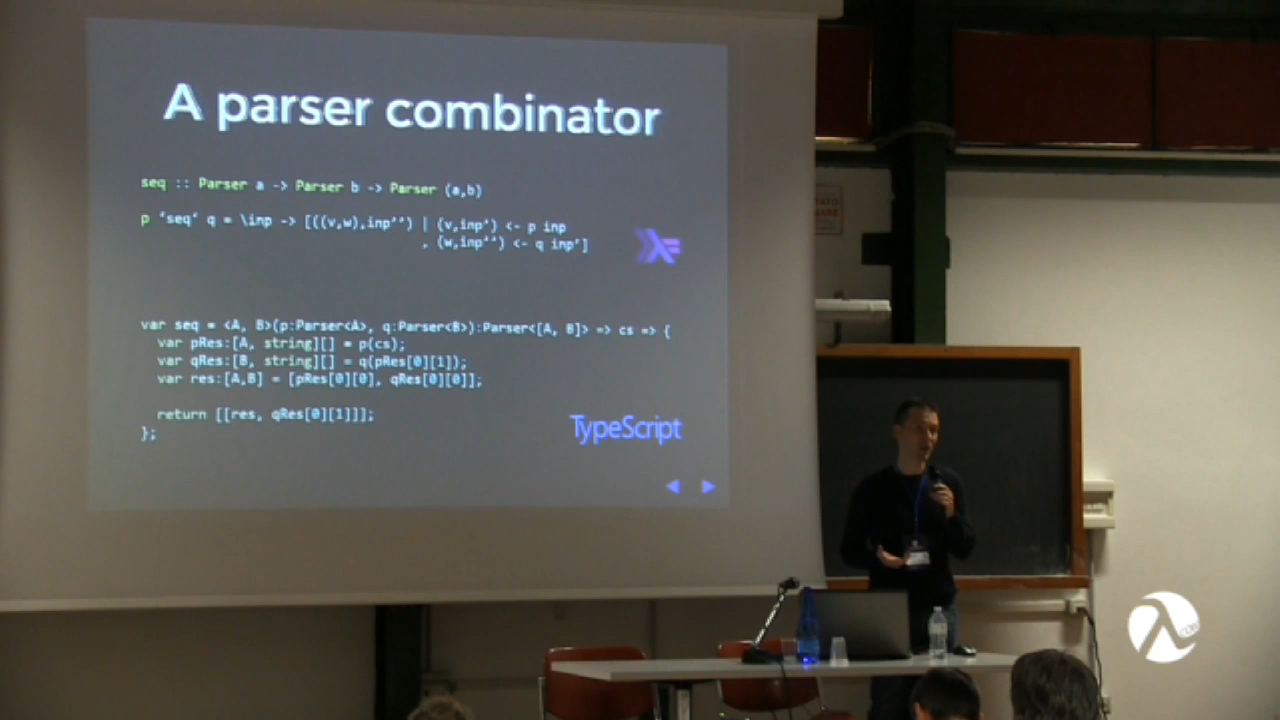 A parser combinator
seq :: Parser a -> Parser b -> Parser (a,b)
p ‘seq‘ q = \inp -> [((v,w),inp’’) | (v,inp’) <- p inp
, (w,inp’’) <- q inp’]
var seq = <A, B>(p:Parser<A>, q:Parser<B>):Parser<[A, B]> => cs => {
var pRes:[A, string][] = p(cs);
var qRes:[B, string][] = q(pRes[0][1]);
var res:[A,B] = [pRes[0][0], qRes[0][0]];
return [[res, qRes[0][1]]];
};
TypeScript